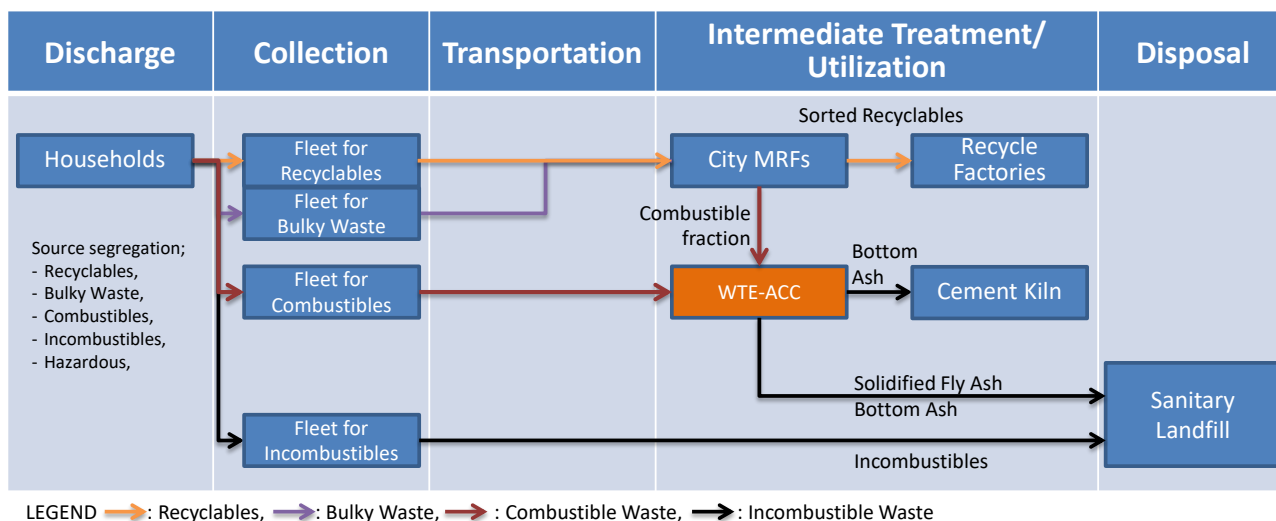 Discharge
Collection
Transportation
Intermediate Treatment/
Utilization
Disposal
Households
Fleet for
Recyclables
Fleet for
Bulky Waste
City MRFs
Sorted Recyclables
Recycle
Factories
Combustible
fraction
Source segregation;
- Recyclables,
- Bulky Waste,
- Combustibles,
- Incombustibles,
- Hazardous,
Fleet for
Combustibles
WTE-ACC
Bottom
Ash
Cement Kiln
Solidified Fly Ash
Bottom Ash
Sanitary
Landfill
Fleet for
Incombustibles
Incombustibles
LEGEND : Recyclables, : Bulky Waste, : Combustible Waste, : Incombustible Waste